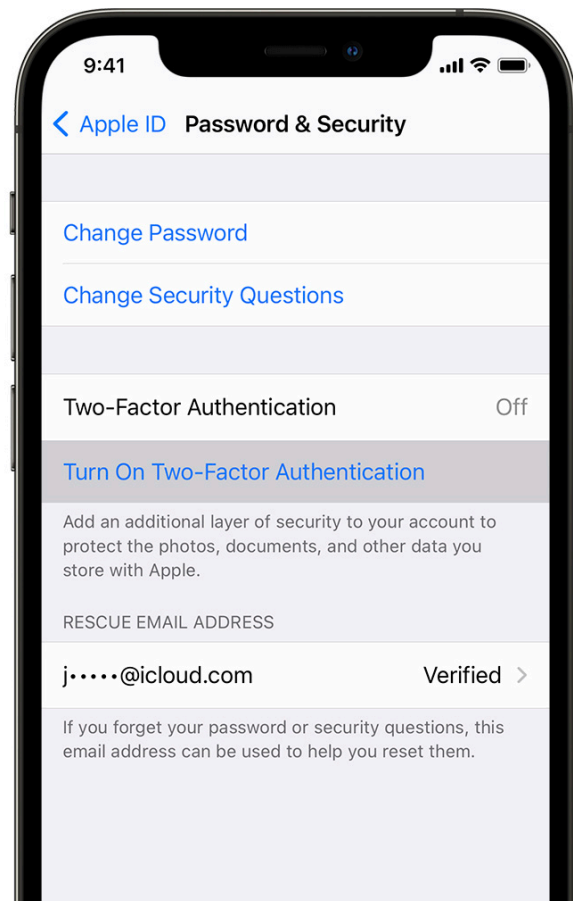 9:41
Apple ID Password & Security
Change Password
Change Security Questions
Two-Factor Authentication Off
Turn On Two-Factor Authentication
Add an additional layer of security to your account to
protect the photos, documents, and other data you
store with Apple.
RESCUE EMAIL ADDRESS
j•••••@icloud.com Verified
If you forget your password or security questions, this
email address can be used to help you reset them.